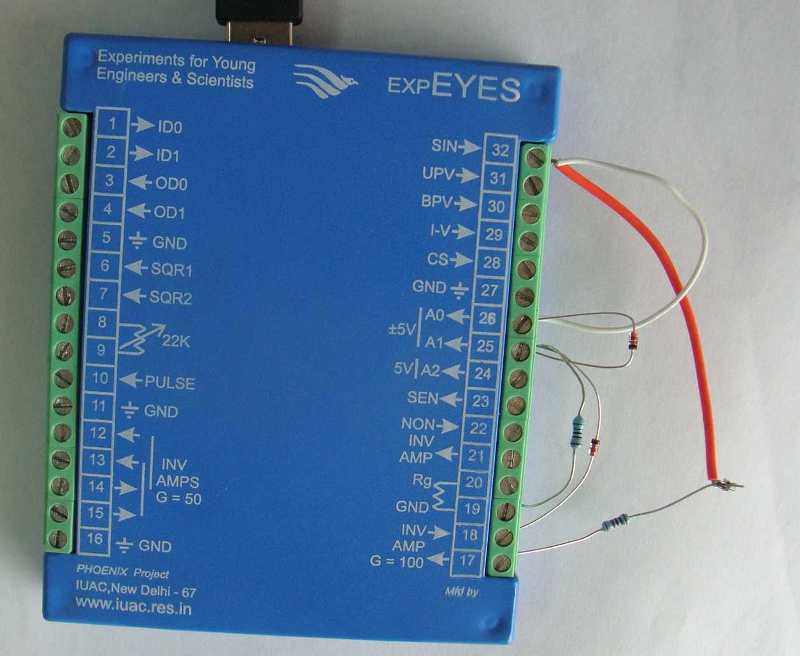 Experiments for Young
Engineers & Scientists
EXPEYES
1 ID0
2 ID1
3 OD0
4 OD1
5 GND
6 SQR1
7 SQR2
8
22K
9
10 PULSE
11 GND
12
13 INV
14 AMPS
G = 50
15
16 GND
PHOENIX Project
IUAC,New Delhi - 67
www.iuac.res.in
SIN 32
UPV 31
BPV 30
I-V 29
CS 28
GND 27
A0 26
±5V
A1 25
5V A2 24
SEN 23
NON 22
INV
AMP 21
Rg 20
GND 19
INV 18
AMP
G = 100 17
Mfd by